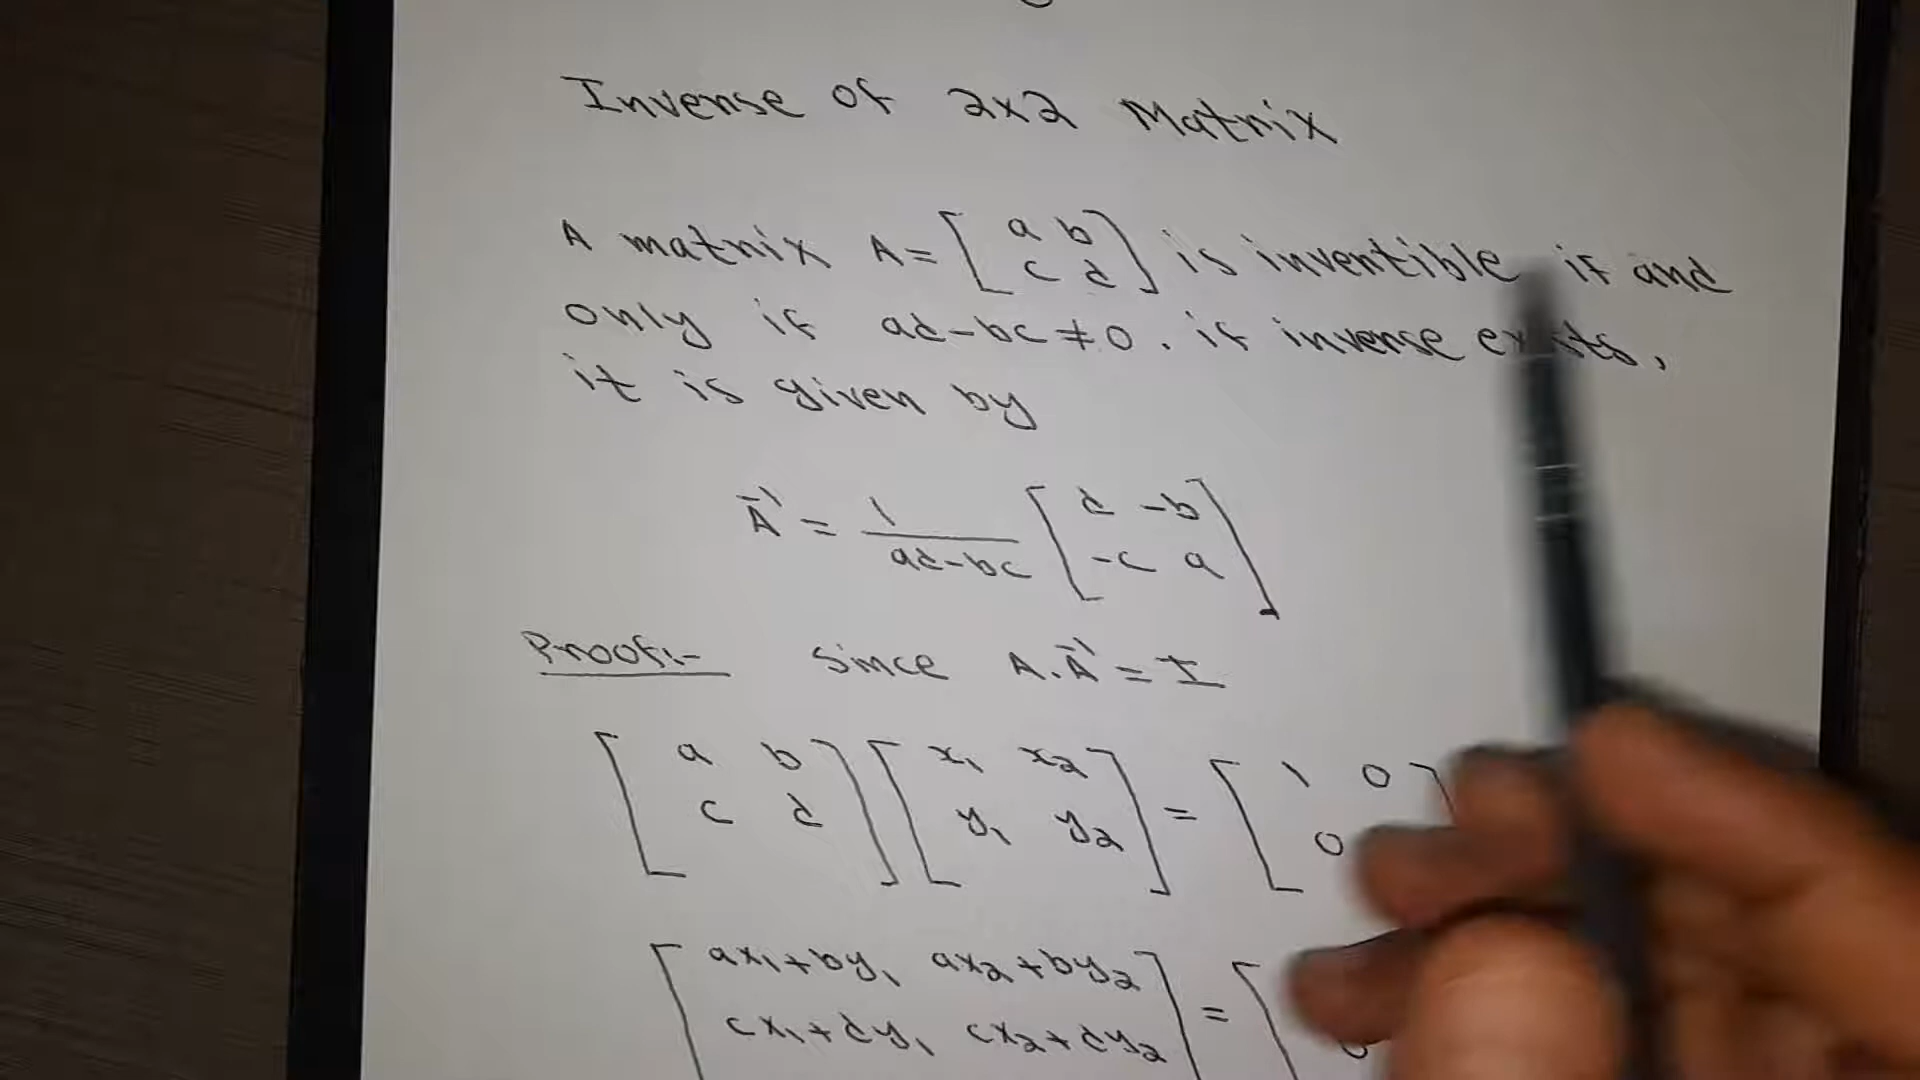 Inverse of 2x2 Matrix
A matrix A = [ a b
c d ] is invertible if and
only if ad-bc ≠ 0. if inverse exists,
it is given by
A⁻¹ = 1/(ad-bc) [ d -b
-c a ]
Proof:- Since A.A⁻¹ = I
[ a b
c d ] [ x₁ x₂
y₁ y₂ ] = [ 1 0
0
[ ax₁+by₁ ax₂+by₂
cx₁+dy₁ cx₂+dy₂ ] = [